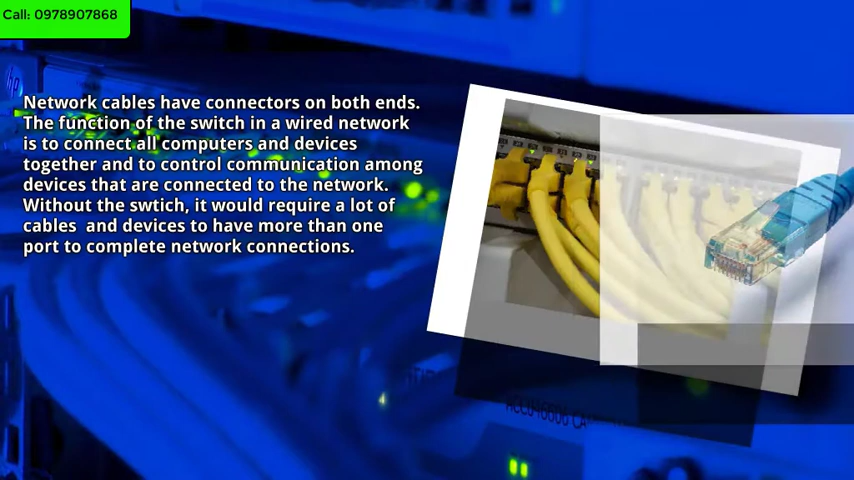 Call: 0978907868
hp
Network cables have connectors on both ends.
The function of the switch in a wired network
is to connect all computers and devices
together and to control communication among
devices that are connected to the network.
Without the swtich, it would require a lot of
cables  and devices to have more than one
port to complete network connections.